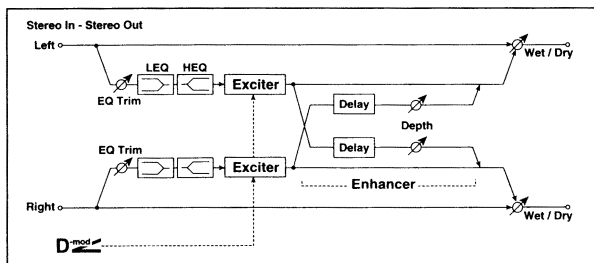 Stereo In - Stereo Out
Left
Wet / Dry
LEQ
HEQ
EQ Trim
Exciter
Delay
Depth
EQ Trim
Delay
Exciter
Enhancer
Right
Wet / Dry
D-mod